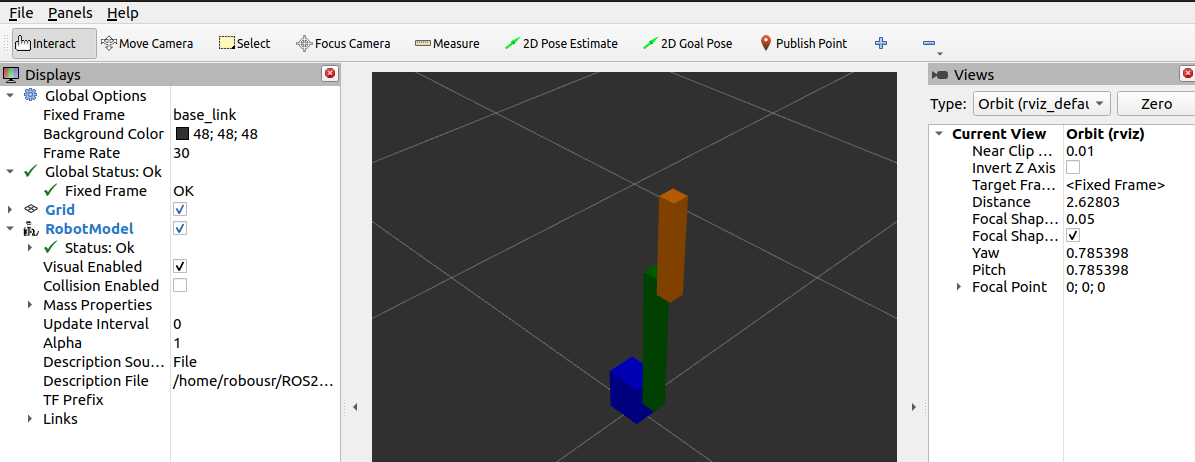 File Panels Help
Interact Move Camera Select Focus Camera Measure 2D Pose Estimate 2D Goal Pose Publish Point
Displays
Global Options
Fixed Frame base_link
Background Color 48; 48; 48
Frame Rate 30
Global Status: Ok
Fixed Frame OK
Grid
RobotModel
Status: Ok
Visual Enabled
Collision Enabled
Mass Properties
Update Interval 0
Alpha 1
Description Sou... File
Description File /home/robousr/ROS2...
TF Prefix
Links
Views
Type: Orbit (rviz_defau Zero
Current View Orbit (rviz)
Near Clip ... 0.01
Invert Z Axis
Target Fra... <Fixed Frame>
Distance 2.62803
Focal Shap... 0.05
Focal Shap...
Yaw 0.785398
Pitch 0.785398
Focal Point 0; 0; 0